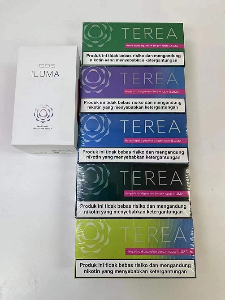 IQOS
ILUMA
TEREA
Produk ini tidak bebas risiko dan mengandung
nikotin yang menyebabkan ketergantungan
TEREA
Produk ini tidak bebas risiko dan mengandung
nikotin yang menyebabkan ketergantungan
TEREA
Produk ini tidak bebas risiko dan mengandung
nikotin yang menyebabkan ketergantungan
TEREA
Produk ini tidak bebas risiko dan mengandung
nikotin yang menyebabkan ketergantungan
TEREA
Produk ini tidak bebas risiko dan mengandung
nikotin yang menyebabkan ketergantungan